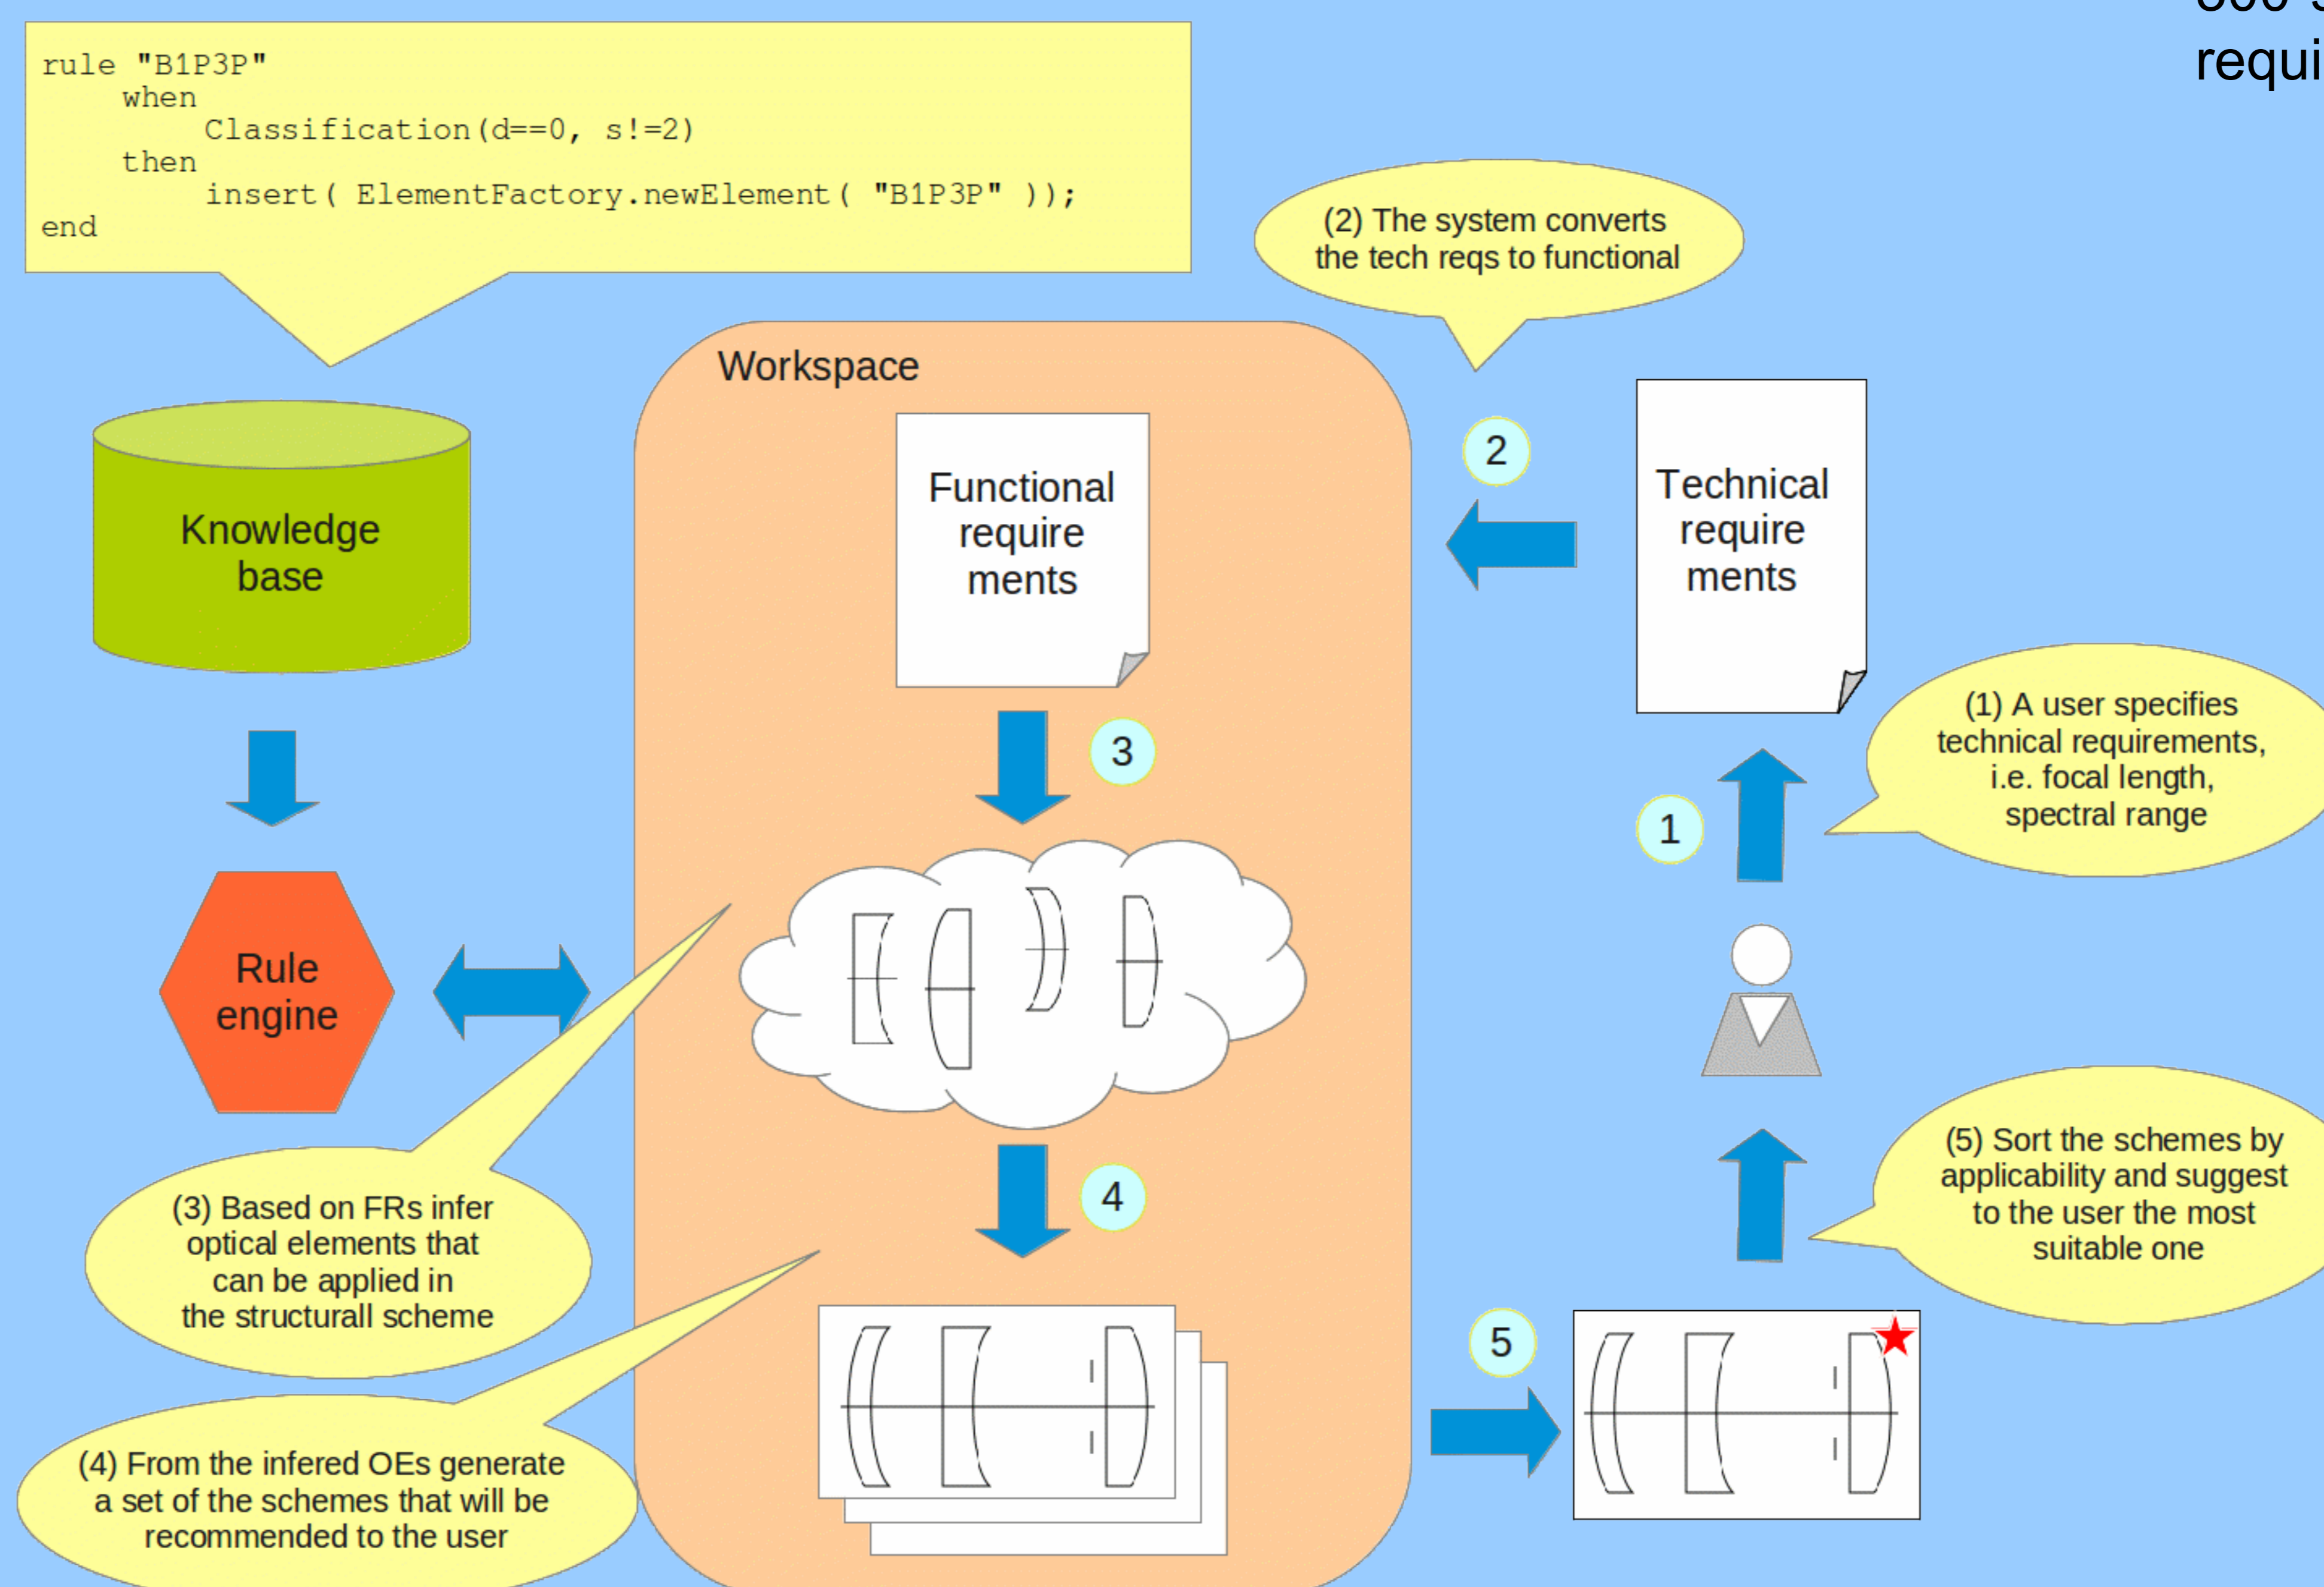 requi
rule "B1P3P"
when
Classification(d==0, s!=2)
then
insert( ElementFactory.newElement( "B1P3P" ));
end
(2) The system converts
the tech reqs to functional
Workspace
Knowledge
base
Functional
require
ments
2
Technical
require
ments
(1) A user specifies
technical requirements,
i.e. focal length,
spectral range
3
1
Rule
engine
(3) Based on FRs infer
optical elements that
can be applied in
the structurall scheme
4
(5) Sort the schemes by
applicability and suggest
to the user the most
suitable one
(4) From the infered OEs generate
a set of the schemes that will be
recommended to the user
5